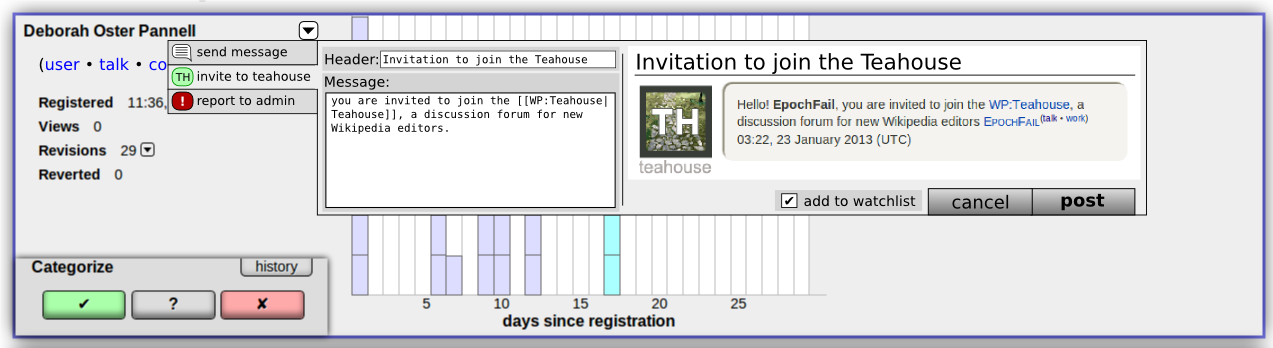 Deborah Oster Pannell
(user • talk • co
send message
TH invite to teahouse
! report to admin
Registered 11:36,
Views 0
Revisions 29
Reverted 0
Header: Invitation to join the Teahouse
Message:
you are invited to join the [[WP:Teahouse|
Teahouse]], a discussion forum for new
Wikipedia editors.
Invitation to join the Teahouse
TH
teahouse
Hello! EpochFail, you are invited to join the WP:Teahouse, a
discussion forum for new Wikipedia editors EPOCHFAIL(talk • work)
03:22, 23 January 2013 (UTC)
✔ add to watchlist
cancel
post
Categorize
history
✔
?
✘
5 10 15 20 25
days since registration